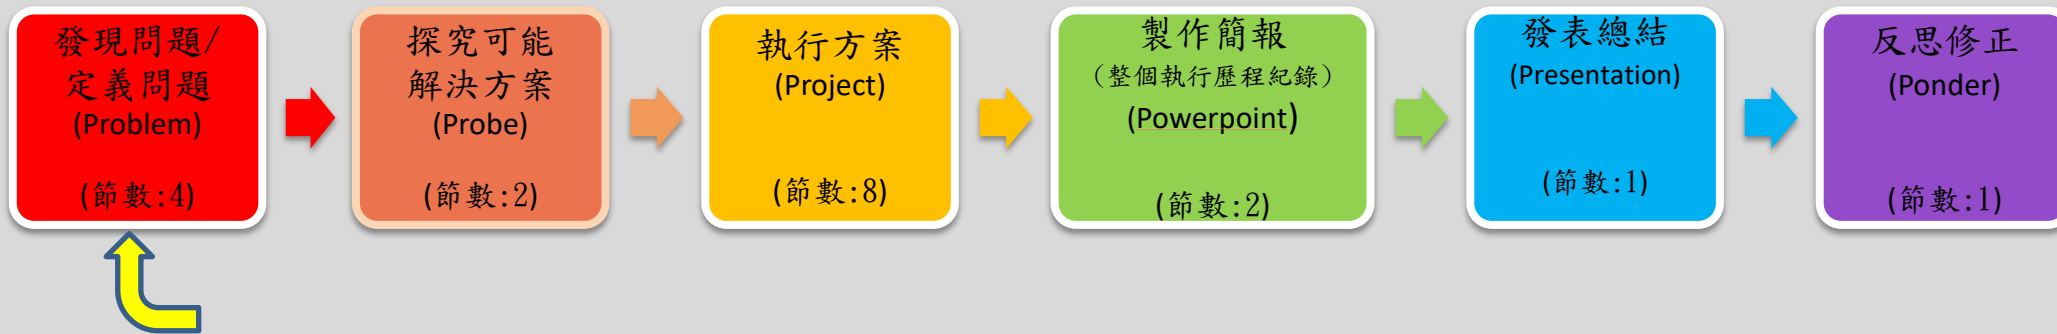 發現問題/
定義問題
(Problem)
(節數:4)
探究可能
解決方案
(Probe)
(節數:2)
執行方案
(Project)
(節數:8)
製作簡報
(整個執行歷程紀錄)
(Powerpoint)
(節數:2)
發表總結
(Presentation)
(節數:1)
反思修正
(Ponder)
(節數:1)